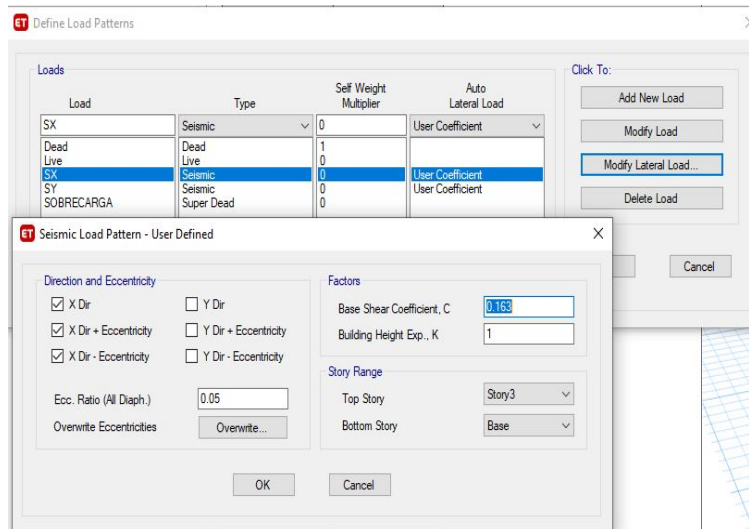 ET Define Load Patterns
Loads
Click To:
Load Type Self Weight Multiplier Auto Lateral Load
SX Seismic 0 User Coefficient
Dead Dead 1
Live Live 0
SX Seismic 0 User Coefficient
SY Seismic 0 User Coefficient
SOBRECARGA Super Dead 0
Add New Load
Modify Load
Modify Lateral Load...
Delete Load
Cancel
ET Seismic Load Pattern - User Defined
Direction and Eccentricity
X Dir Y Dir
X Dir + Eccentricity Y Dir + Eccentricity
X Dir - Eccentricity Y Dir - Eccentricity
Ecc. Ratio (All Diaph.) 0.05
Overwrite Eccentricities Overwrite...
Factors
Base Shear Coefficient, C 0.163
Building Height Exp., K 1
Story Range
Top Story Story3
Bottom Story Base
OK Cancel